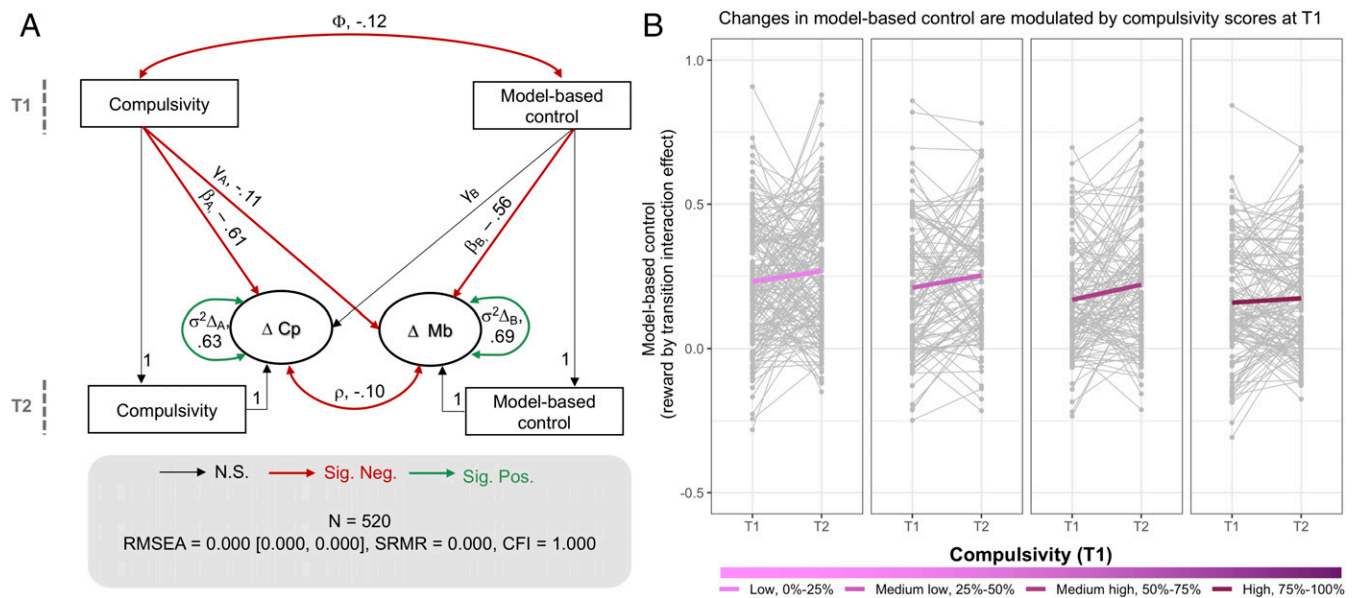 A
Φ, -.12
T1
Compulsivity
Model-based
control
γA, -.11
βA, – .61
γB
βB, – .56
σ²ΔA,
.63
Δ Cp
Δ Mb
σ²ΔB,
.69
1
1
ρ, -.10
1
1
T2
Compulsivity
Model-based
control
N.S.
Sig. Neg.
Sig. Pos.
N = 520
RMSEA = 0.000 [0.000, 0.000], SRMR = 0.000, CFI = 1.000
B
Changes in model-based control are modulated by compulsivity scores at T1
Model-based control
(reward by transition interaction effect)
1.0
0.5
0.0
-0.5
T1 T2 T1 T2 T1 T2 T1 T2
Compulsivity (T1)
Low, 0%-25% Medium low, 25%-50% Medium high, 50%-75% High, 75%-100%